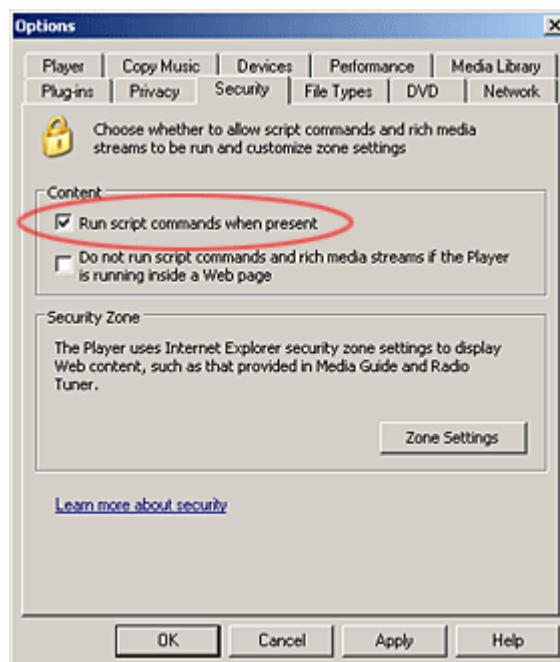 Options
Player Copy Music Devices Performance Media Library
Plug-ins Privacy Security File Types DVD Network
Choose whether to allow script commands and rich media
streams to be run and customize zone settings
Content
Run script commands when present
Do not run script commands and rich media streams if the Player
is running inside a Web page
Security Zone
The Player uses Internet Explorer security zone settings to display
Web content, such as that provided in Media Guide and Radio
Tuner.
Zone Settings
Learn more about security
OK Cancel Apply Help